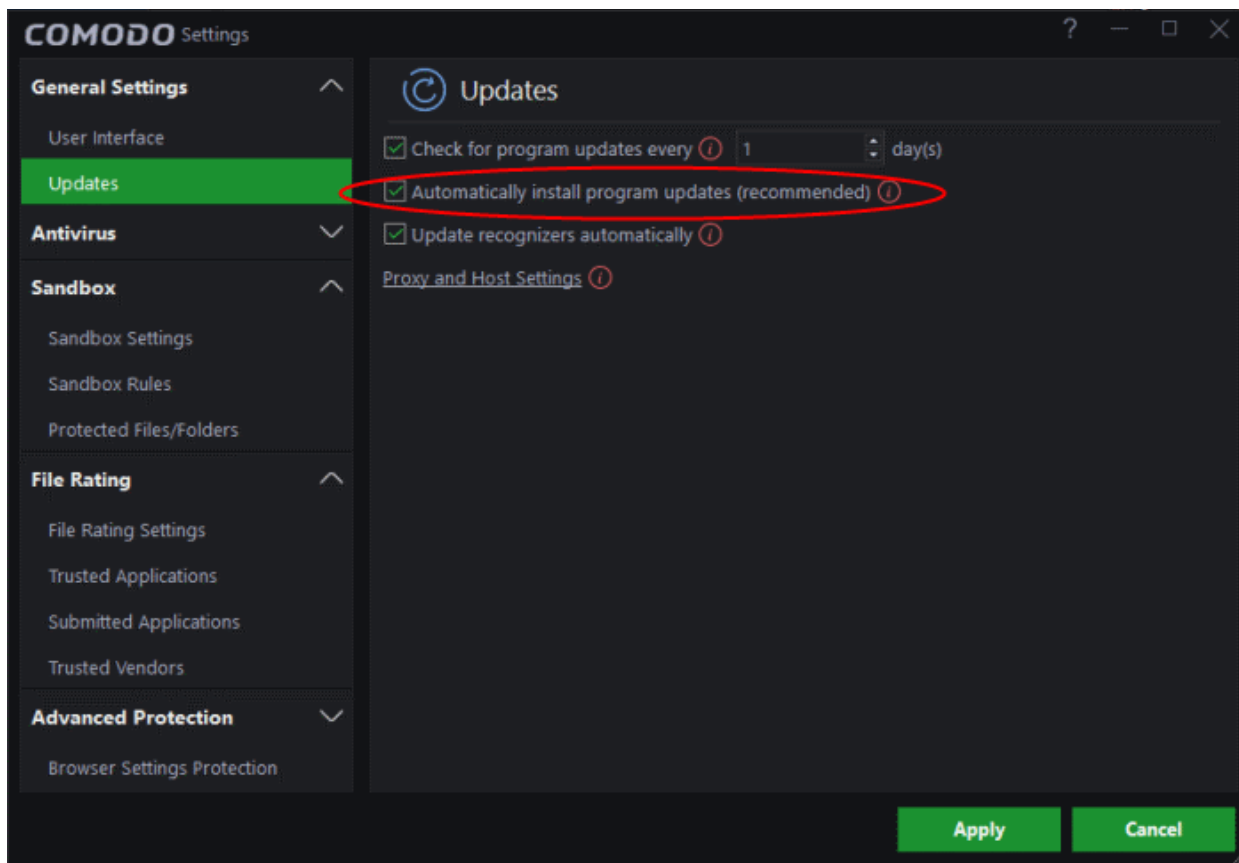 COMODO Settings
?
General Settings
User Interface
Updates
Antivirus
Sandbox
Sandbox Settings
Sandbox Rules
Protected Files/Folders
File Rating
File Rating Settings
Trusted Applications
Submitted Applications
Trusted Vendors
Advanced Protection
Browser Settings Protection
Updates
Check for program updates every i 1 day(s)
Automatically install program updates (recommended) i
Update recognizers automatically i
Proxy and Host Settings i
Apply Cancel